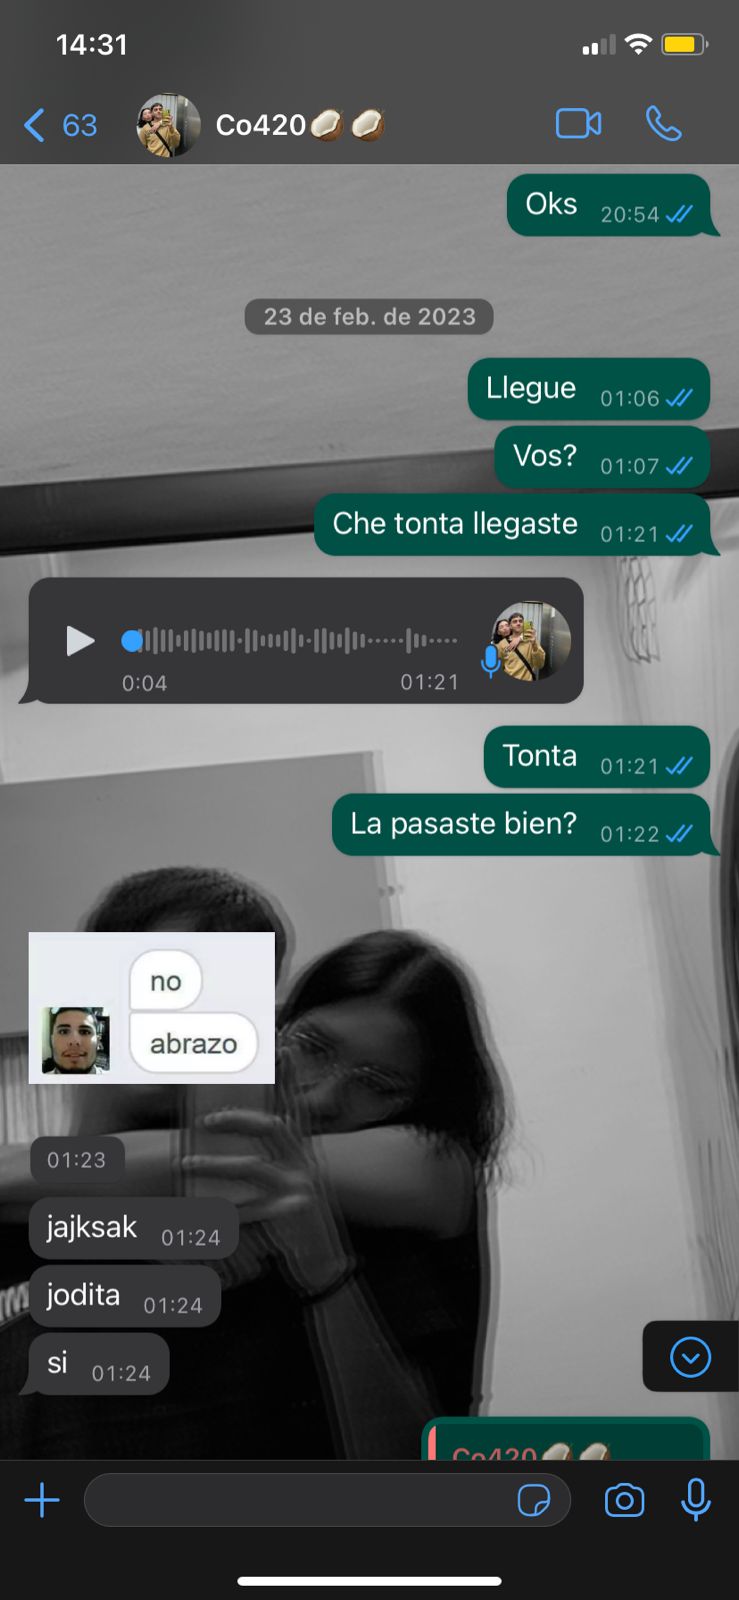 14:31
63
Co420🥥🥥
Oks 20:54
23 de feb. de 2023
Llegue 01:06
Vos? 01:07
Che tonta llegaste 01:21
0:04 01:21
Tonta 01:21
La pasaste bien? 01:22
no
abrazo
01:23
jajksak 01:24
jodita 01:24
si 01:24
Co420🥥🥥